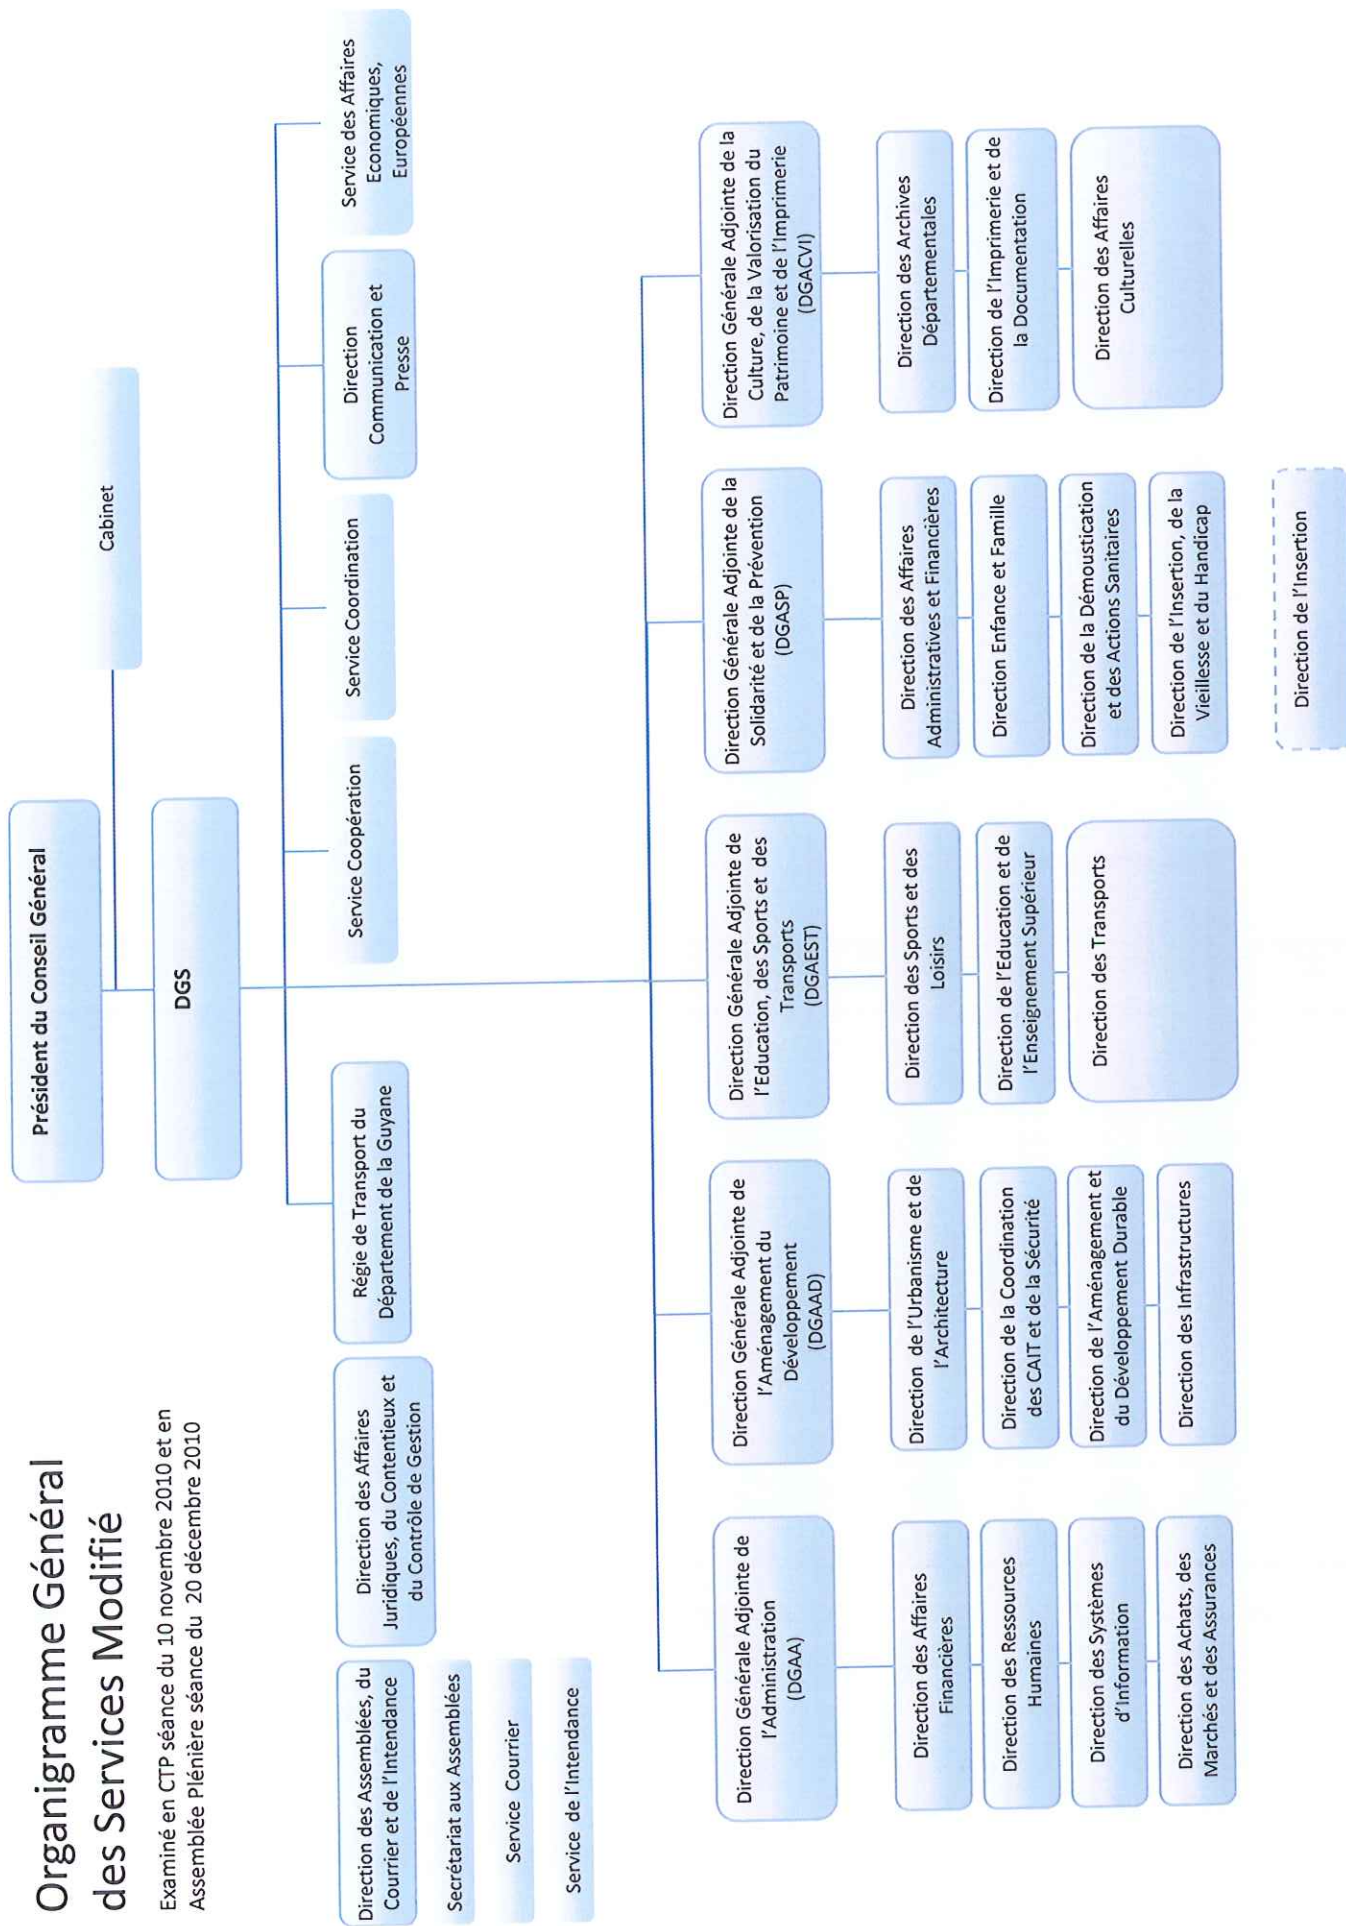 Organigramme Général
des Services Modifié
Examiné en CTP séance du 10 novembre 2010 et en
Assemblée Plénière séance du 20 décembre 2010
Président du Conseil Général
Cabinet
DGS
Direction des Assemblées, du
Courrier et de l'Intendance
Secrétariat aux Assemblées
Service Courrier
Service de l'Intendance
Direction des Affaires
Juridiques, du Contentieux et
du Contrôle de Gestion
Régie de Transport du
Département de la Guyane
Service Coopération
Service Coordination
Direction
Communication et
Presse
Service des Affaires
Economiques,
Européennes
Direction Générale Adjointe de
l'Administration
(DGAA)
Direction des Affaires
Financières
Direction des Ressources
Humaines
Direction des Systèmes
d'Information
Direction des Achats, des
Marchés et des Assurances
Direction Générale Adjointe de
l'Aménagement du
Développement
(DGAAD)
Direction de l'Urbanisme et de
l'Architecture
Direction de la Coordination
des CAIT et de la Sécurité
Direction de l'Aménagement et
du Développement Durable
Direction des Infrastructures
Direction Générale Adjointe de
l'Education, des Sports et des
Transports
(DGAEST)
Direction des Sports et des
Loisirs
Direction de l'Education et de
l'Enseignement Supérieur
Direction des Transports
Direction Générale Adjointe de la
Solidarité et de la Prévention
(DGASP)
Direction des Affaires
Administratives et Financières
Direction Enfance et Famille
Direction de la Démoustication
et des Actions Sanitaires
Direction de l'Insertion, de la
Vieillesse et du Handicap
Direction de l'Insertion
Direction Générale Adjointe de la
Culture, de la Valorisation du
Patrimoine et de l'Imprimerie
(DGACVI)
Direction des Archives
Départementales
Direction de l'Imprimerie et de
la Documentation
Direction des Affaires
Culturelles